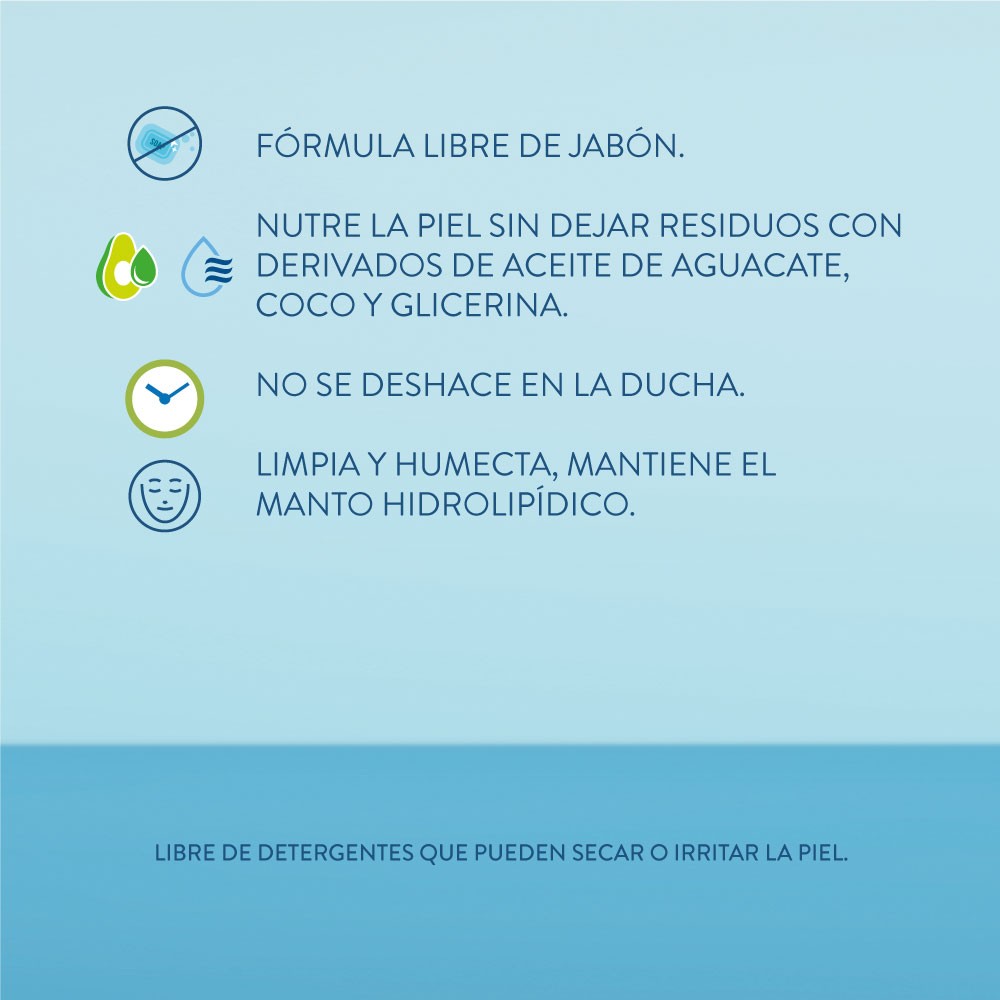 FÓRMULA LIBRE DE JABÓN.
NUTRE LA PIEL SIN DEJAR RESIDUOS CON
DERIVADOS DE ACEITE DE AGUACATE,
COCO Y GLICERINA.
NO SE DESHACE EN LA DUCHA.
LIMPIA Y HUMECTA, MANTIENE EL
MANTO HIDROLIPÍDICO.
LIBRE DE DETERGENTES QUE PUEDEN SECAR O IRRITAR LA PIEL.